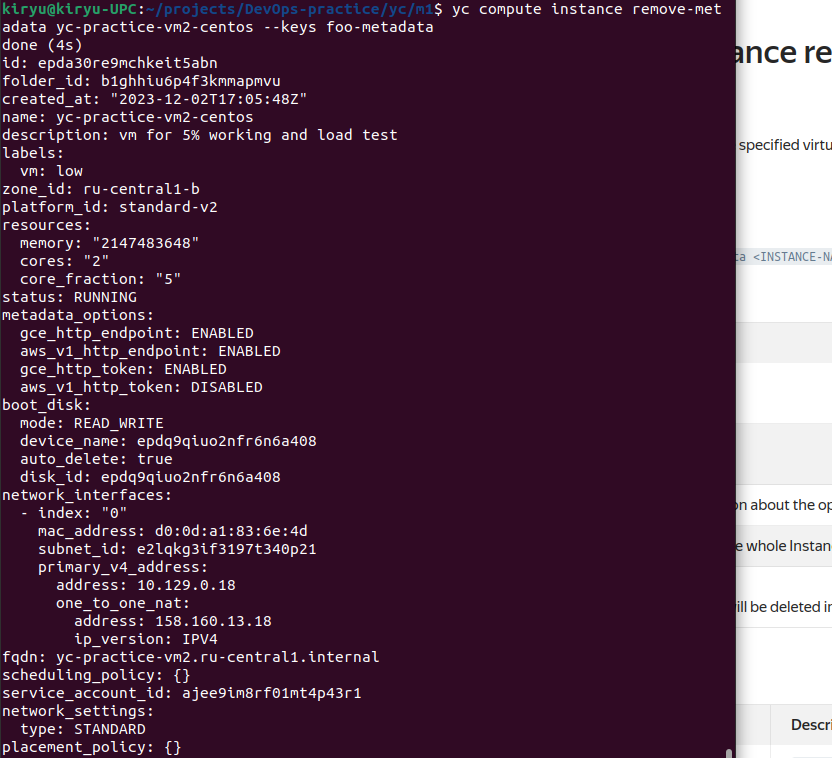 kiryu@kiryu-UPC:~/projects/DevOps-practice/yc/m1$ yc compute instance remove-met
adata yc-practice-vm2-centos --keys foo-metadata
done (4s)
id: epda30re9mchkeit5abn
folder_id: b1ghhiu6p4f3kmmapmvu
created_at: "2023-12-02T17:05:48Z"
name: yc-practice-vm2-centos
description: vm for 5% working and load test
labels:
  vm: low
zone_id: ru-central1-b
platform_id: standard-v2
resources:
  memory: "2147483648"
  cores: "2"
  core_fraction: "5"
status: RUNNING
metadata_options:
  gce_http_endpoint: ENABLED
  aws_v1_http_endpoint: ENABLED
  gce_http_token: ENABLED
  aws_v1_http_token: DISABLED
boot_disk:
  mode: READ_WRITE
  device_name: epdq9qiuo2nfr6n6a408
  auto_delete: true
  disk_id: epdq9qiuo2nfr6n6a408
network_interfaces:
  - index: "0"
    mac_address: d0:0d:a1:83:6e:4d
    subnet_id: e2lqkg3if3197t340p21
    primary_v4_address:
      address: 10.129.0.18
      one_to_one_nat:
        address: 158.160.13.18
        ip_version: IPV4
fqdn: yc-practice-vm2.ru-central1.internal
scheduling_policy: {}
service_account_id: ajee9im8rf01mt4p43r1
network_settings:
  type: STANDARD
placement_policy: {}
ance re
specified virtu
ta <INSTANCE-NA
on about the op
e whole Instan
will be deleted in
Descri